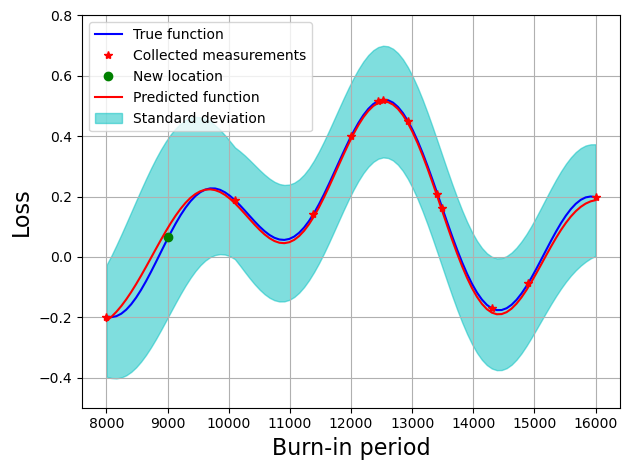 True function
Collected measurements
New location
Predicted function
Standard deviation
0.8
0.6
0.4
0.2
0.0
−0.2
−0.4
Loss
8000 9000 10000 11000 12000 13000 14000 15000 16000
Burn-in period